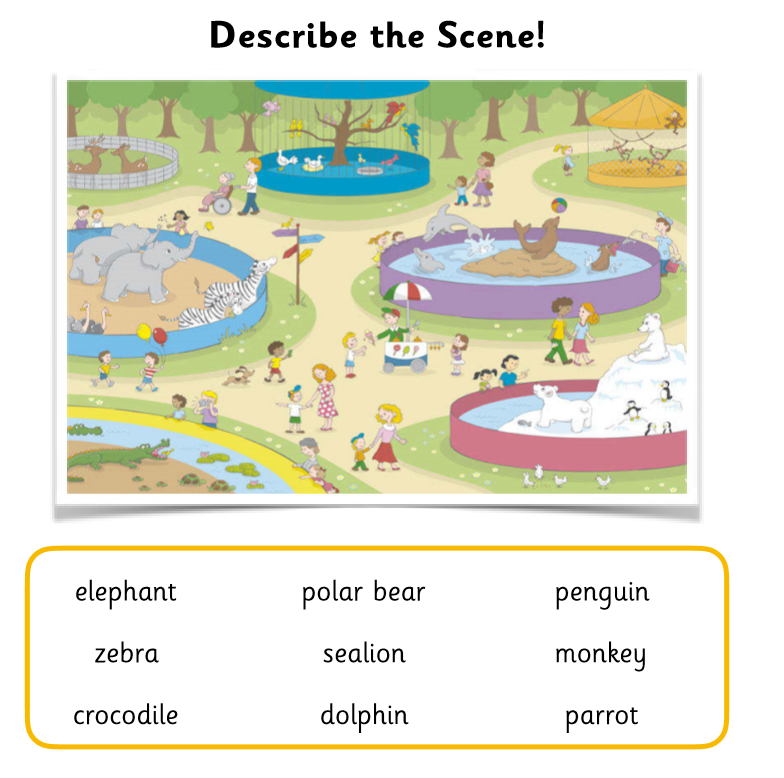 Describe the Scene!
elephant polar bear penguin
zebra sealion monkey
crocodile dolphin parrot